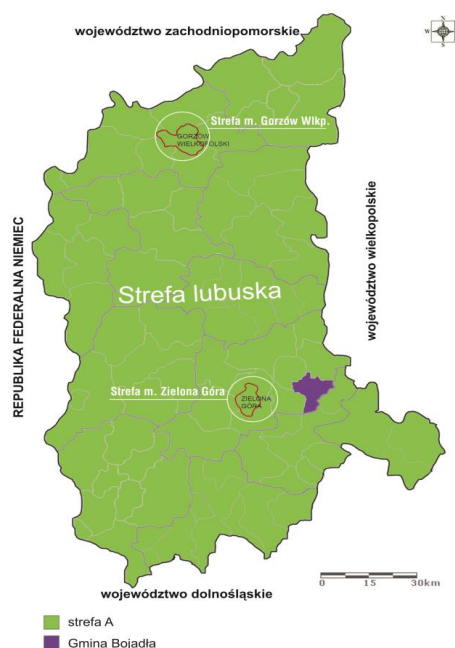 województwo zachodniopomorskie
N
W
E
S
Strefa m. Gorzów Wlkp.
GORZÓW
WIELKOPOLSKI
REPUBLIKA FEDERALNA NIEMIEC
województwo wielkopolskie
Strefa lubuska
Strefa m. Zielona Góra
ZIELONA
GÓRA
0 15 30km
województwo dolnośląskie
strefa A
Gmina Bojadła